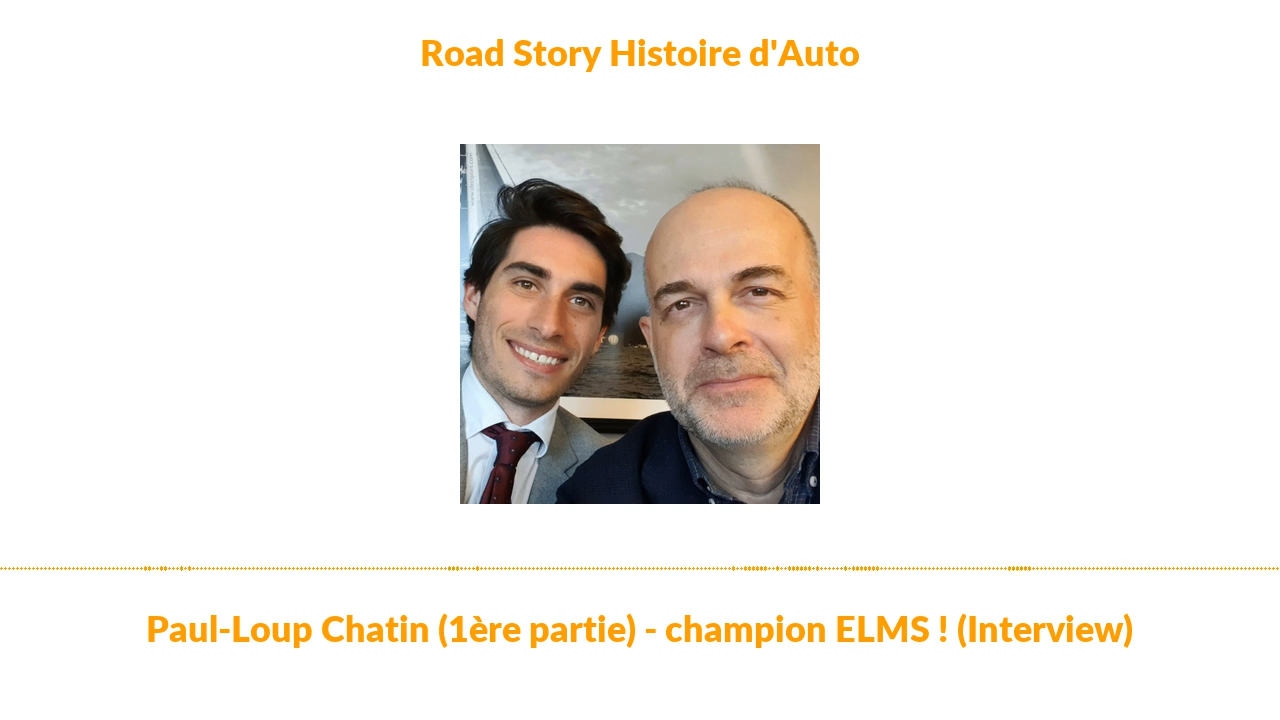 Road Story Histoire d'Auto
Paul-Loup Chatin (1ère partie) - champion ELMS ! (Interview)